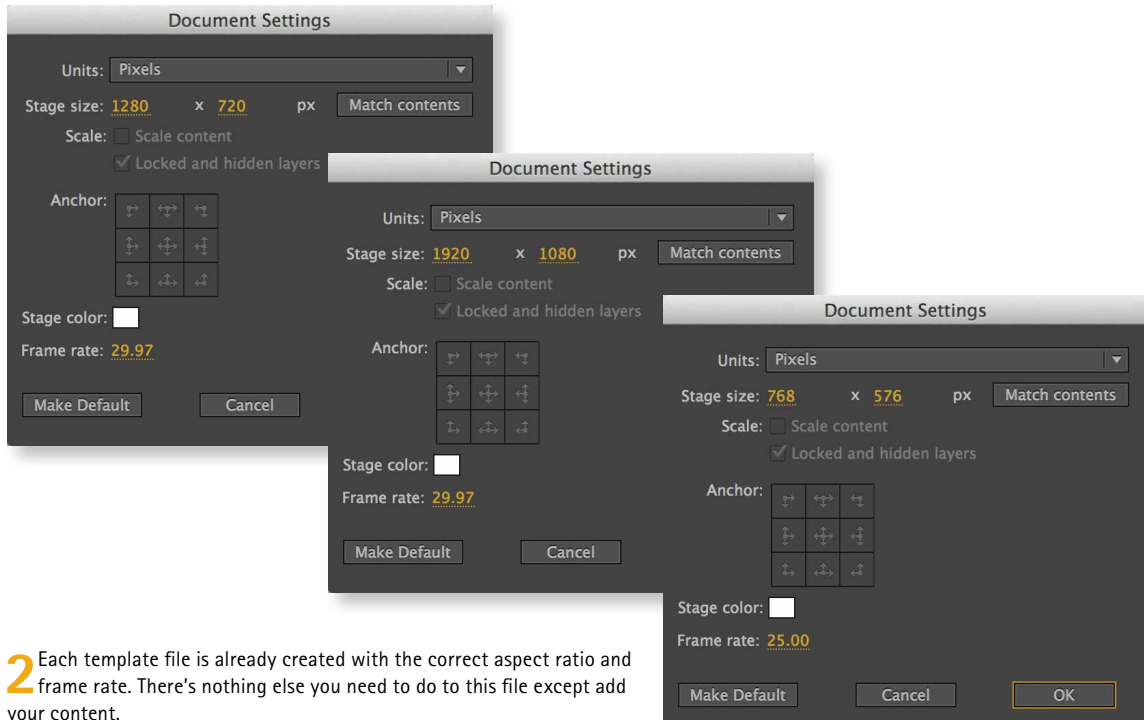 Document Settings
Units: Pixels
Stage size: 1280 x 720 px Match contents
Scale: Scale content
Locked and hidden layers
Anchor:
Stage color:
Frame rate: 29.97
Make Default Cancel
Document Settings
Units: Pixels
Stage size: 1920 x 1080 px Match contents
Scale: Scale content
Locked and hidden layers
Anchor:
Stage color:
Frame rate: 29.97
Make Default Cancel
Document Settings
Units: Pixels
Stage size: 768 x 576 px Match contents
Scale: Scale content
Locked and hidden layers
Anchor:
Stage color:
Frame rate: 25.00
Make Default Cancel OK
2 Each template file is already created with the correct aspect ratio and
frame rate. There's nothing else you need to do to this file except add
your content.